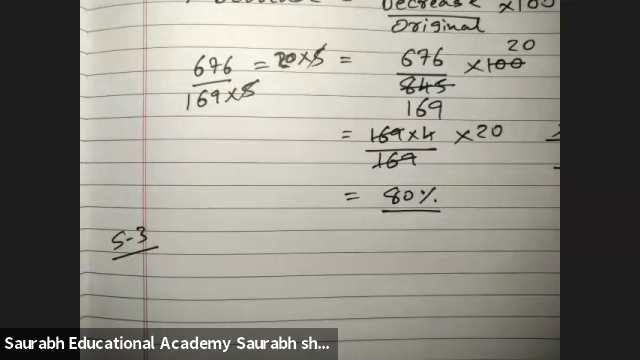 Decrease ×100
Original
676 / 169×5 = 20×5 = 676 / 845 ×100 20
169
= 169×4 / 169 ×20
= 80%
S-3
Saurabh Educational Academy Saurabh sh...